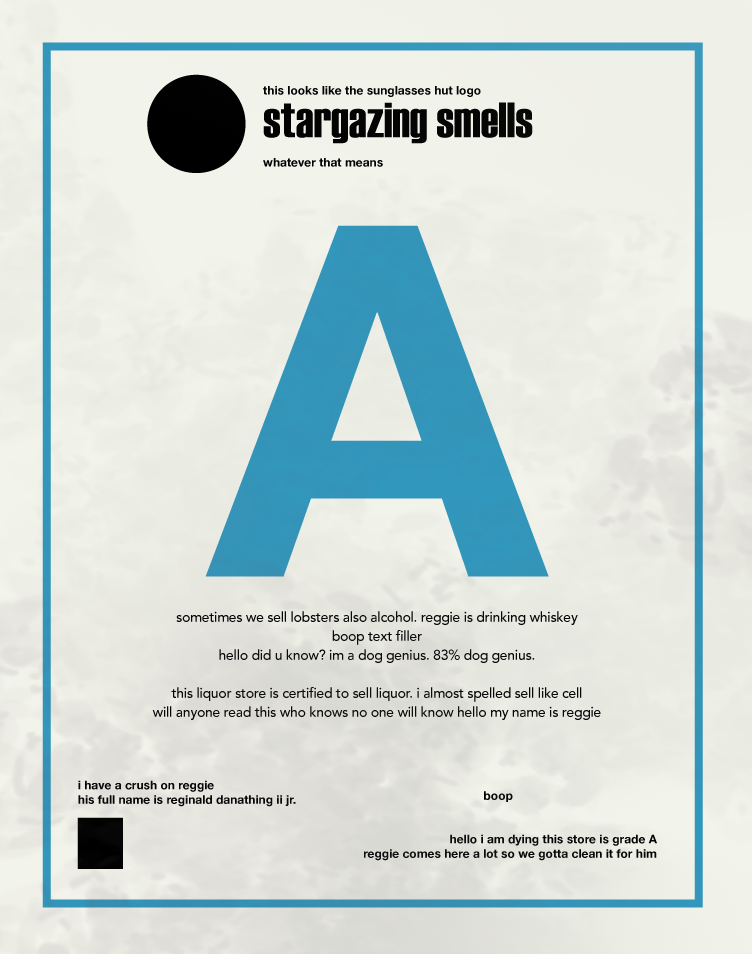 this looks like the sunglasses hut logo
stargazing smells
whatever that means
A
sometimes we sell lobsters also alcohol. reggie is drinking whiskey
boop text filler
hello did u know? im a dog genius. 83% dog genius.
this liquor store is certified to sell liquor. i almost spelled sell like cell
will anyone read this who knows no one will know hello my name is reggie
i have a crush on reggie
his full name is reginald danathing ii jr.
boop
hello i am dying this store is grade A
reggie comes here a lot so we gotta clean it for him